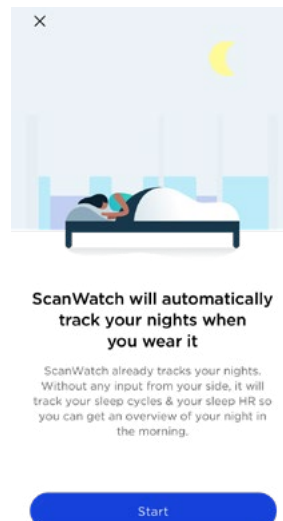 ScanWatch will automatically
track your nights when
you wear it
ScanWatch already tracks your nights.
Without any input from your side, it will
track your sleep cycles & your sleep HR so
you can get an overview of your night in
the morning.
Start